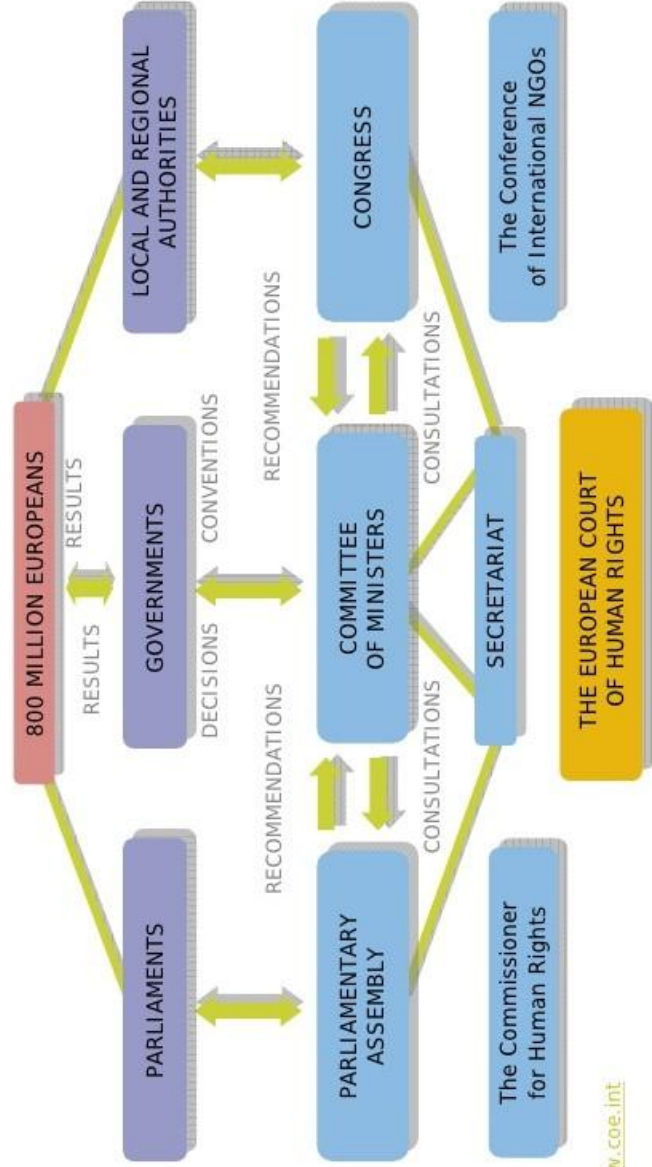 800 MILLION EUROPEANS
RESULTS
RESULTS
PARLIAMENTS
GOVERNMENTS
LOCAL AND REGIONAL
AUTHORITIES
DECISIONS
CONVENTIONS
RECOMMENDATIONS
RECOMMENDATIONS
PARLIAMENTARY
ASSEMBLY
COMMITTEE
OF MINISTERS
CONGRESS
CONSULTATIONS
CONSULTATIONS
SECRETARIAT
The Commissioner
for Human Rights
The Conference
of International NGOs
THE EUROPEAN COURT
OF HUMAN RIGHTS
w.coe.int